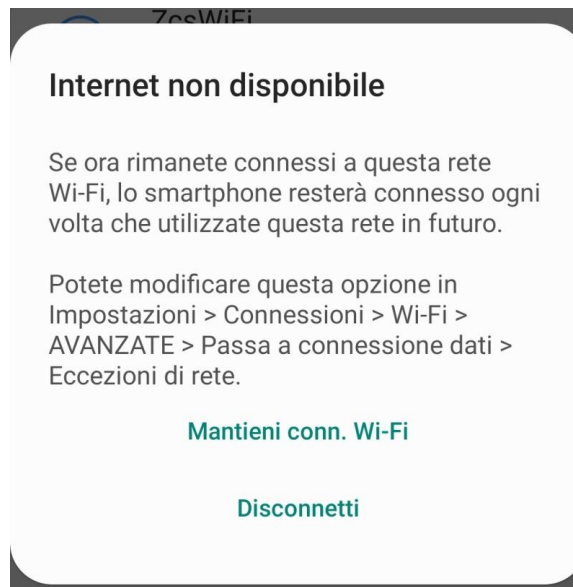 ZcsWiFi
Internet non disponibile
Se ora rimanete connessi a questa rete
Wi-Fi, lo smartphone resterà connesso ogni
volta che utilizzate questa rete in futuro.
Potete modificare questa opzione in
Impostazioni > Connessioni > Wi-Fi >
AVANZATE > Passa a connessione dati >
Eccezioni di rete.
Mantieni conn. Wi-Fi
Disconnetti